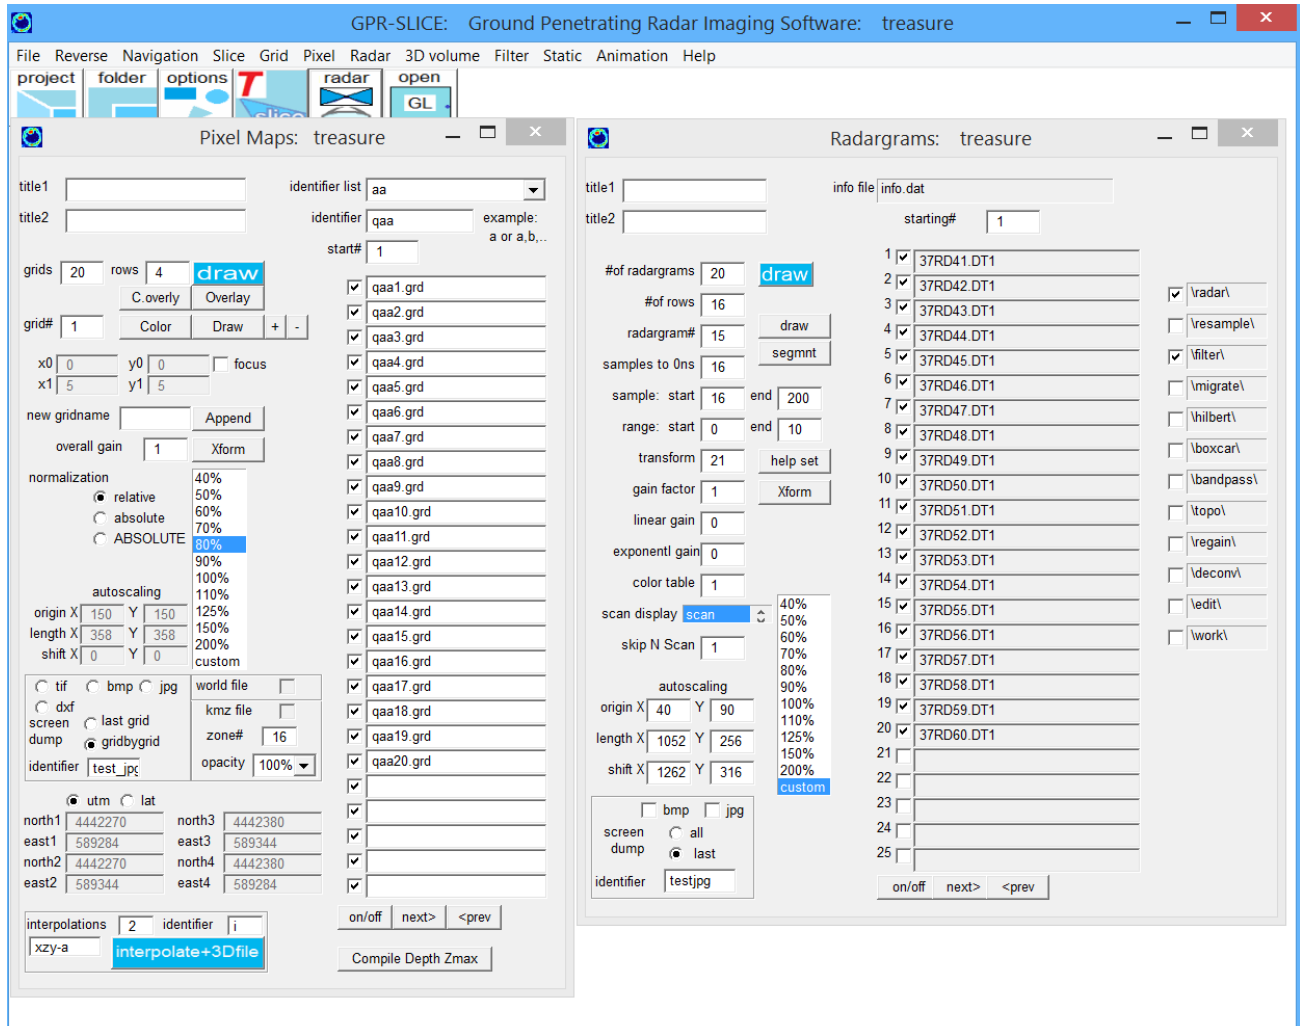 GPR-SLICE: Ground Penetrating Radar Imaging Software: treasure
File Reverse Navigation Slice Grid Pixel Radar 3D volume Filter Static Animation Help
project folder options T slice radar open GL
Pixel Maps: treasure
title1 identifier list aa
title2 identifier qaa example: a or a,b,..
start# 1
grids 20 rows 4 draw
C.overly Overlay
grid# 1 Color Draw + -
x0 0 y0 0 focus
x1 5 y1 5
new gridname Append
overall gain 1 Xform
normalization
relative
absolute
ABSOLUTE
40%
50%
60%
70%
80%
90%
100%
110%
125%
150%
200%
custom
autoscaling
origin X 150 Y 150
length X 358 Y 358
shift X 0 Y 0
tif bmp jpg
dxf
screen dump
last grid
gridbygrid
identifier test_jpg
world file
kmz file
zone# 16
opacity 100%
utm lat
north1 4442270 north3 4442380
east1 589284 east3 589344
north2 4442270 north4 4442380
east2 589344 east4 589284
interpolations 2 identifier i
xzy-a interpolate+3Dfile
qaa1.grd
qaa2.grd
qaa3.grd
qaa4.grd
qaa5.grd
qaa6.grd
qaa7.grd
qaa8.grd
qaa9.grd
qaa10.grd
qaa11.grd
qaa12.grd
qaa13.grd
qaa14.grd
qaa15.grd
qaa16.grd
qaa17.grd
qaa18.grd
qaa19.grd
qaa20.grd
on/off next> <prev
Compile Depth Zmax
Radargrams: treasure
title1 info file info.dat
title2 starting# 1
#of radargrams 20 draw
#of rows 16
radargram# 15 draw
samples to 0ns 16 segmnt
sample: start 16 end 200
range: start 0 end 10
transform 21 help set
gain factor 1 Xform
linear gain 0
exponentl gain 0
color table 1
scan display scan
skip N Scan 1
autoscaling
origin X 40 Y 90
length X 1052 Y 256
shift X 1262 Y 316
40%
50%
60%
70%
80%
90%
100%
110%
125%
150%
200%
custom
bmp jpg
screen dump
all
last
identifier testjpg
1 37RD41.DT1
2 37RD42.DT1
3 37RD43.DT1
4 37RD44.DT1
5 37RD45.DT1
6 37RD46.DT1
7 37RD47.DT1
8 37RD48.DT1
9 37RD49.DT1
10 37RD50.DT1
11 37RD51.DT1
12 37RD52.DT1
13 37RD53.DT1
14 37RD54.DT1
15 37RD55.DT1
16 37RD56.DT1
17 37RD57.DT1
18 37RD58.DT1
19 37RD59.DT1
20 37RD60.DT1
21
22
23
24
25
on/off next> <prev
\radar\
\resample\
\filter\
\migrate\
\hilbert\
\boxcar\
\bandpass\
\topo\
\regain\
\deconv\
\edit\
\work\